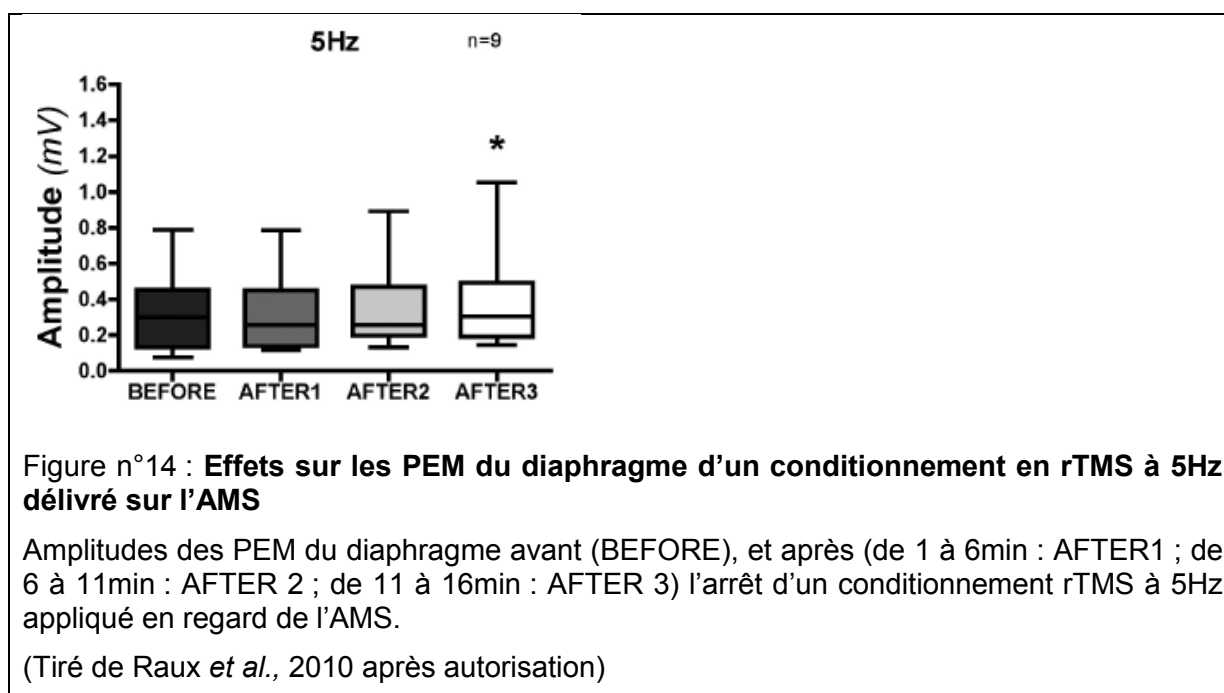 5Hz n=9
1.6
1.4
1.2
1.0
0.8
0.6
0.4
0.2
0.0
Amplitude (mV)
*
BEFORE AFTER1 AFTER2 AFTER3
Figure n°14 : Effets sur les PEM du diaphragme d'un conditionnement en rTMS à 5Hz
délivré sur l'AMS
Amplitudes des PEM du diaphragme avant (BEFORE), et après (de 1 à 6min : AFTER1 ; de
6 à 11min : AFTER 2 ; de 11 à 16min : AFTER 3) l'arrêt d'un conditionnement rTMS à 5Hz
appliqué en regard de l'AMS.
(Tiré de Raux et al., 2010 après autorisation)